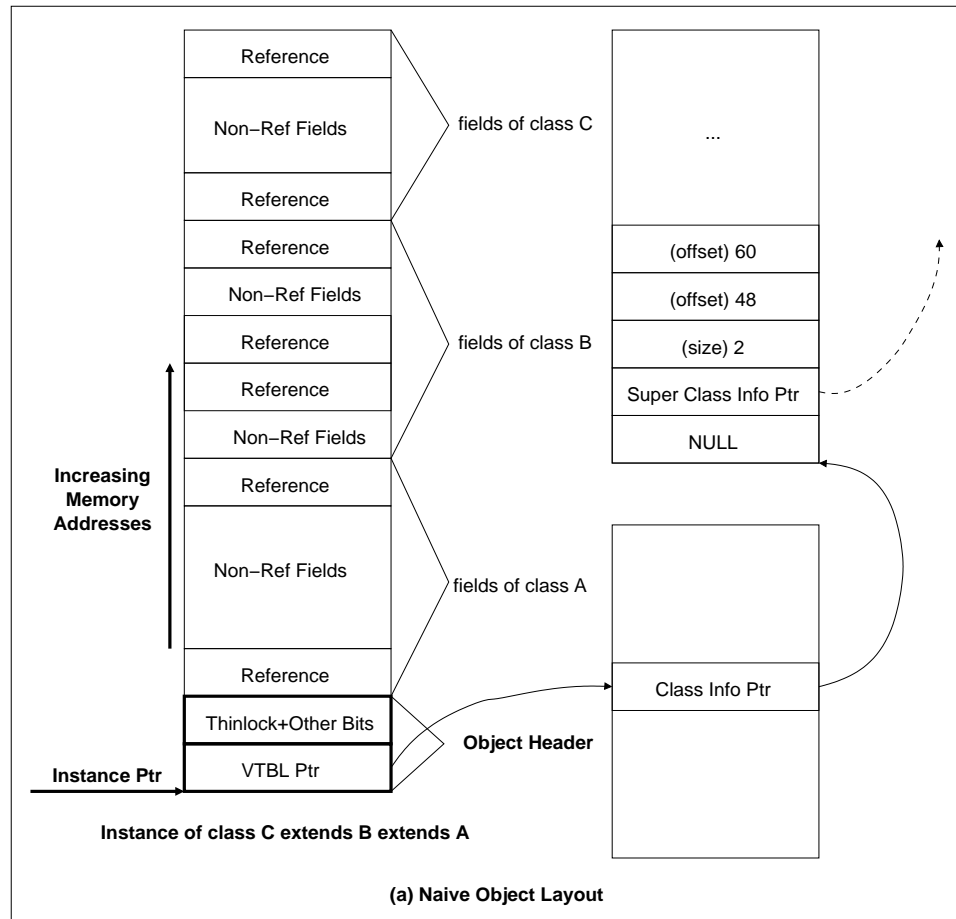 Reference
Non−Ref Fields
Reference
fields of class C
Reference
Non−Ref Fields
Reference
Reference
Non−Ref Fields
fields of class B
Reference
Non−Ref Fields
Reference
fields of class A
Thinlock+Other Bits
VTBL Ptr
Object Header
Increasing
Memory
Addresses
Instance Ptr
Instance of class C extends B extends A
...
(offset) 60
(offset) 48
(size) 2
Super Class Info Ptr
NULL
Class Info Ptr
(a) Naive Object Layout